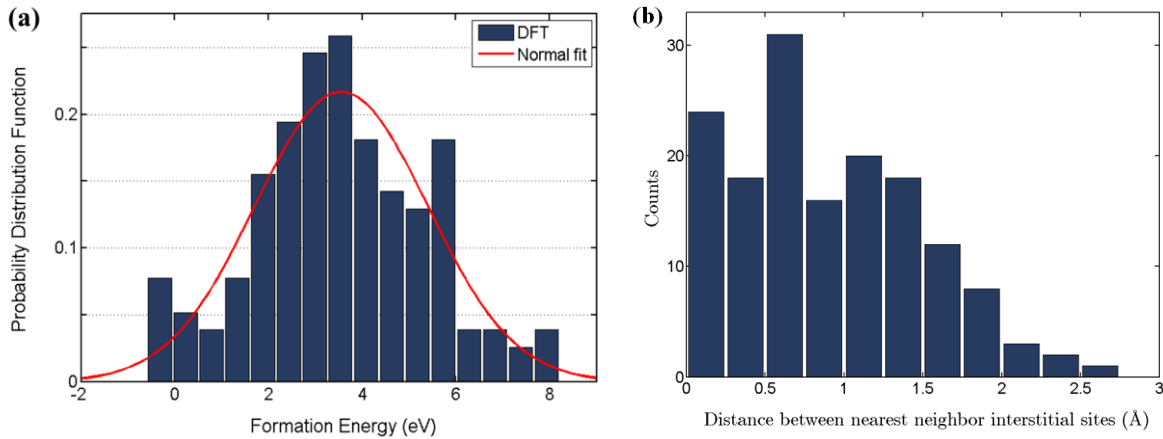 (a)
DFT
Normal fit
Probability Distribution Function
0.2
0.1
0
-2 0 2 4 6 8
Formation Energy (eV)
(b)
Counts
30
20
10
0
0 0.5 1 1.5 2 2.5 3
Distance between nearest neighbor interstitial sites (Å)